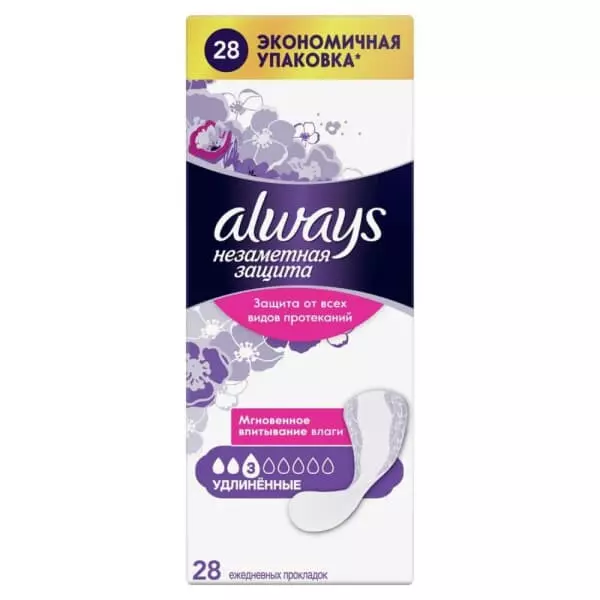 28 ЭКОНОМИЧНАЯ
УПАКОВКА*
always
незаметная
защита
Защита от всех
видов протеканий
Мгновенное
впитывание влаги
3
УДЛИНЁННЫЕ
28 ежедневных прокладок